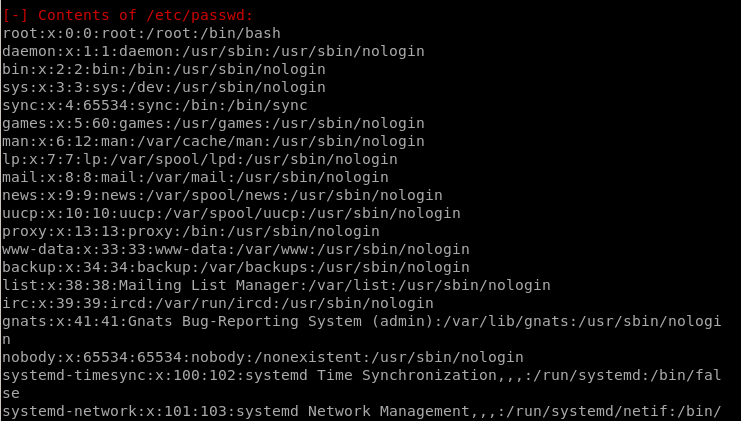 [-] Contents of /etc/passwd:
root:x:0:0:root:/root:/bin/bash
daemon:x:1:1:daemon:/usr/sbin:/usr/sbin/nologin
bin:x:2:2:bin:/bin:/usr/sbin/nologin
sys:x:3:3:sys:/dev:/usr/sbin/nologin
sync:x:4:65534:sync:/bin:/bin/sync
games:x:5:60:games:/usr/games:/usr/sbin/nologin
man:x:6:12:man:/var/cache/man:/usr/sbin/nologin
lp:x:7:7:lp:/var/spool/lpd:/usr/sbin/nologin
mail:x:8:8:mail:/var/mail:/usr/sbin/nologin
news:x:9:9:news:/var/spool/news:/usr/sbin/nologin
uucp:x:10:10:uucp:/var/spool/uucp:/usr/sbin/nologin
proxy:x:13:13:proxy:/bin:/usr/sbin/nologin
www-data:x:33:33:www-data:/var/www:/usr/sbin/nologin
backup:x:34:34:backup:/var/backups:/usr/sbin/nologin
list:x:38:38:Mailing List Manager:/var/list:/usr/sbin/nologin
irc:x:39:39:ircd:/var/run/ircd:/usr/sbin/nologin
gnats:x:41:41:Gnats Bug-Reporting System (admin):/var/lib/gnats:/usr/sbin/nologi
n
nobody:x:65534:65534:nobody:/nonexistent:/usr/sbin/nologin
systemd-timesync:x:100:102:systemd Time Synchronization,,,:/run/systemd:/bin/fal
se
systemd-network:x:101:103:systemd Network Management,,,:/run/systemd/netif:/bin/